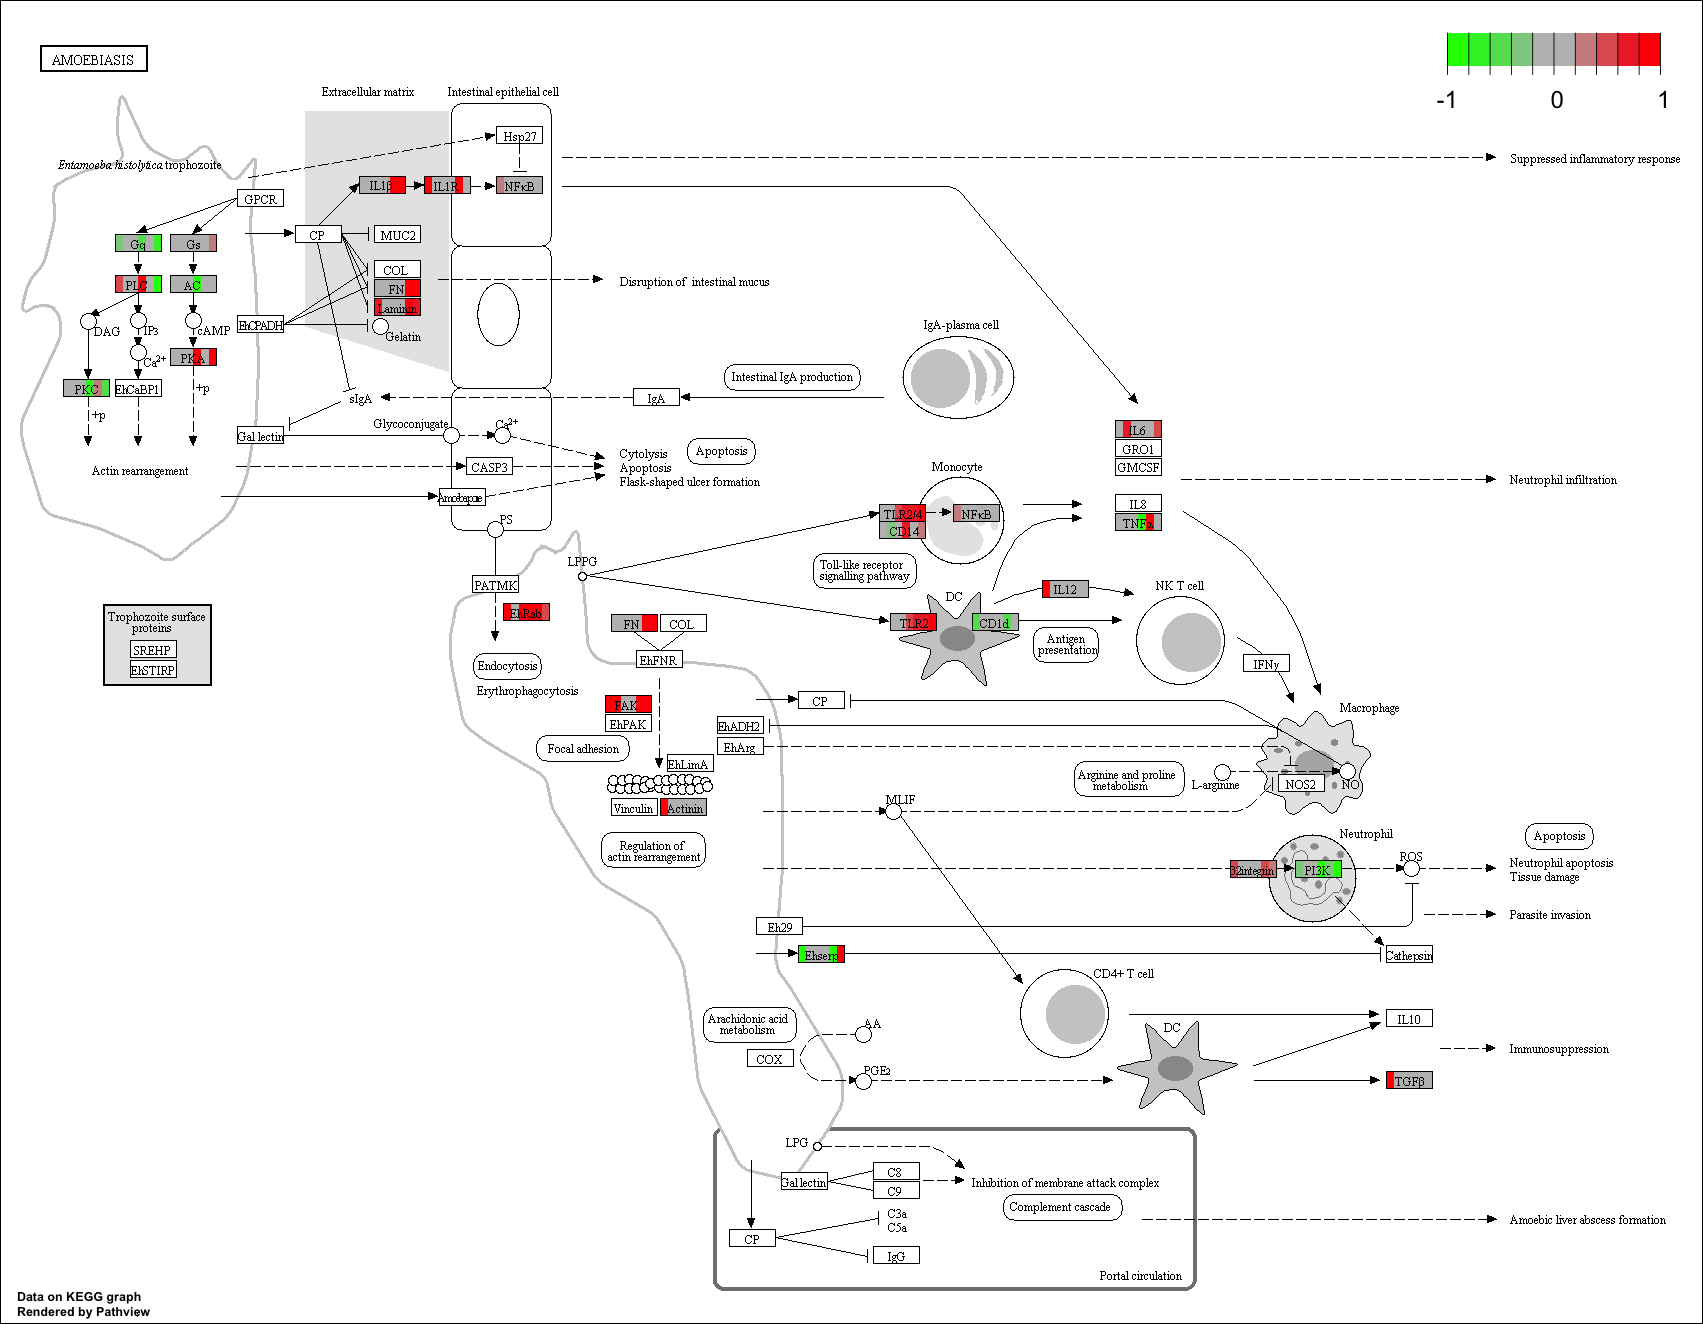 AMOEBIASIS
-1
0
1
Extracellular matrix
Intestinal epithelial cell
Hsp27
Suppressed inflammatory response
Entamoeba histolytica trophozoite
IL1β
IL1R
NFκB
GPCR
Gq
Gs
CP
MUC2
COL
FN
Laminin
Gelatin
Disruption of intestinal mucus
PLC
AC
DAG
IP3
cAMP
EhCPADH
Ca2+
PKA
PKC
EhCaBP1
+p
+p
IgA-plasma cell
Intestinal IgA production
sIgA
IgA
Glycoconjugate
Ca2+
Gal lectin
Cytolysis
Apoptosis
Flask-shaped ulcer formation
Apoptosis
CASP3
Actin rearrangement
Amoebapore
PS
IL6
GRO1
GMCSF
IL8
TNFα
Neutrophil infiltration
Monocyte
TLR2/4
CD14
NFκB
LPPG
Toll-like receptor
signalling pathway
PATMK
EhRab
DC
IL12
NK T cell
TLR2
CD1d
Antigen
presentation
IFNγ
Trophozoite surface
proteins
SREHP
EhSTIRP
FN
COL
EhFNR
Endocytosis
Erythrophagocytosis
FAK
EhPAK
Focal adhesion
CP
EhADH2
EhArg
Macrophage
EhLimA
Arginine and proline
metabolism
L-arginine
NOS2
NO
Vinculin
Actinin
MLIF
Regulation of
actin rearrangement
Neutrophil
Apoptosis
β2integrin
PI3K
ROS
Neutrophil apoptosis
Tissue damage
Eh29
Parasite invasion
Ehserp
Cathepsin
CD4+ T cell
Arachidonic acid
metabolism
AA
COX
PGE2
DC
IL10
Immunosuppression
TGFβ
LPG
Gal lectin
C8
C9
Inhibition of membrane attack complex
Complement cascade
C3a
C5a
CP
IgG
Amoebic liver abscess formation
Portal circulation
Data on KEGG graph
Rendered by Pathview